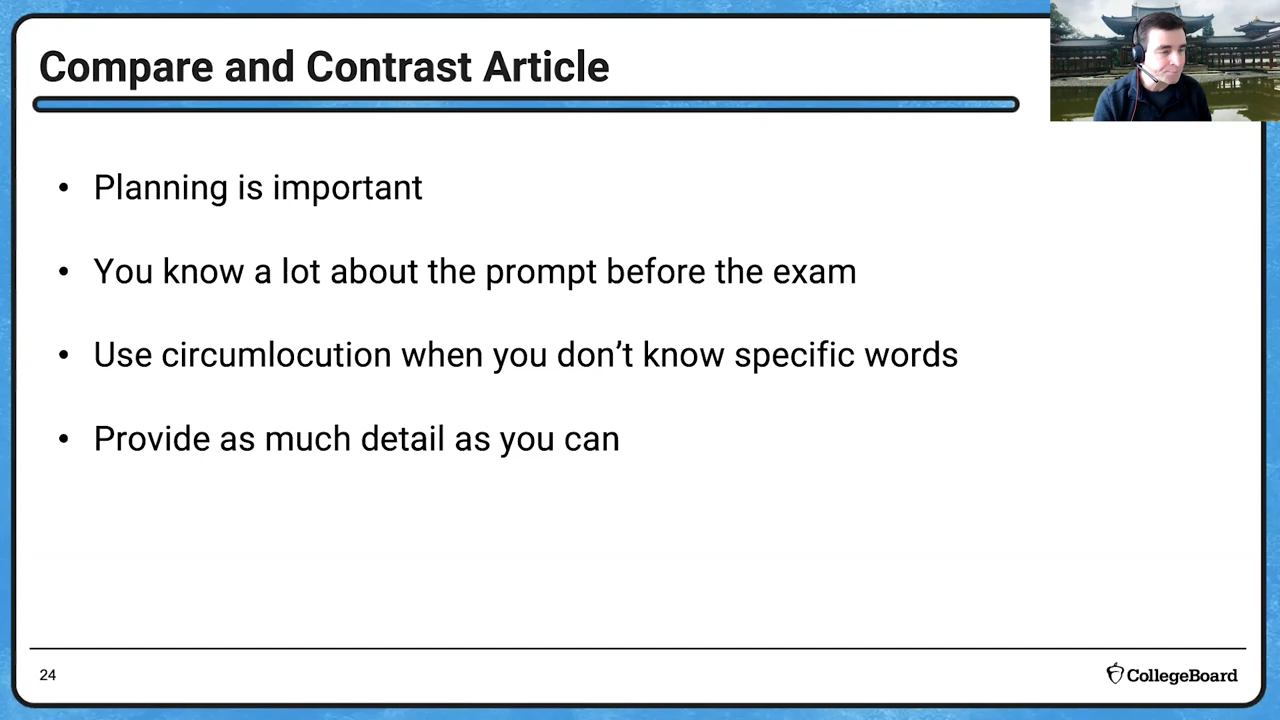 Compare and Contrast Article
• Planning is important
• You know a lot about the prompt before the exam
• Use circumlocution when you don’t know specific words
• Provide as much detail as you can
24
CollegeBoard